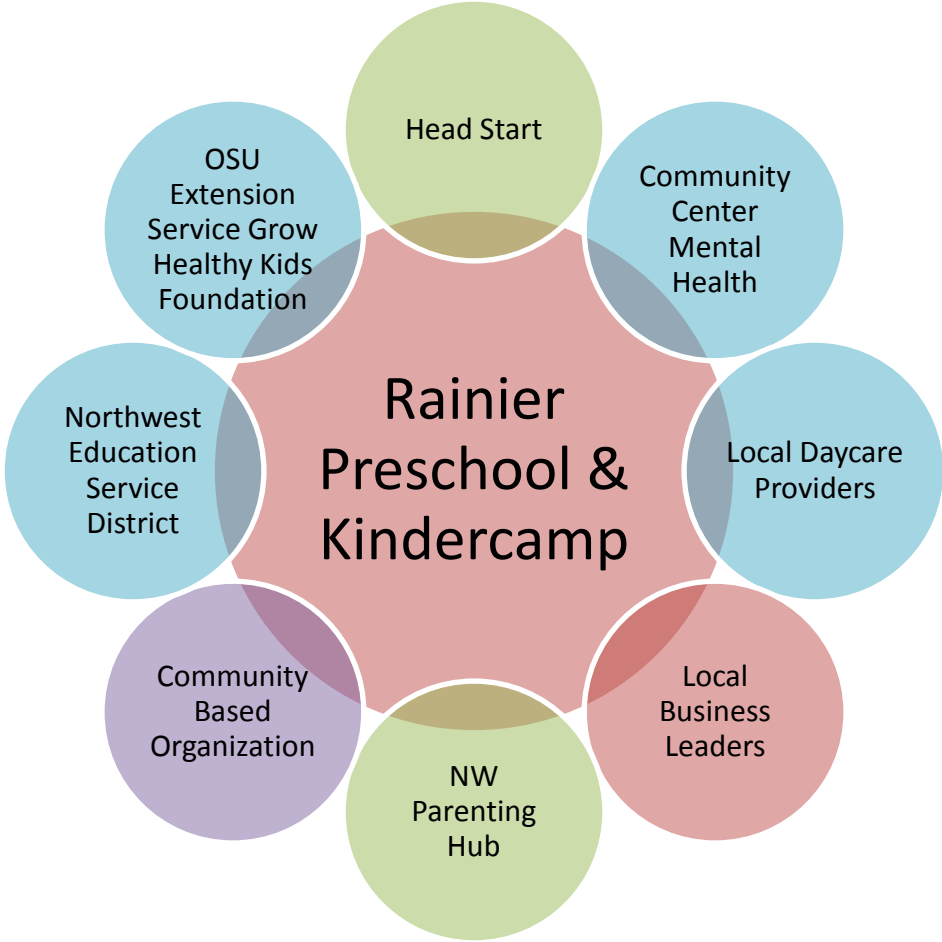 Head Start
OSU
Extension
Service Grow
Healthy Kids
Foundation
Community
Center
Mental
Health
Rainier
Preschool &
Kindercamp
Northwest
Education
Service
District
Local Daycare
Providers
Community
Based
Organization
Local
Business
Leaders
NW
Parenting
Hub